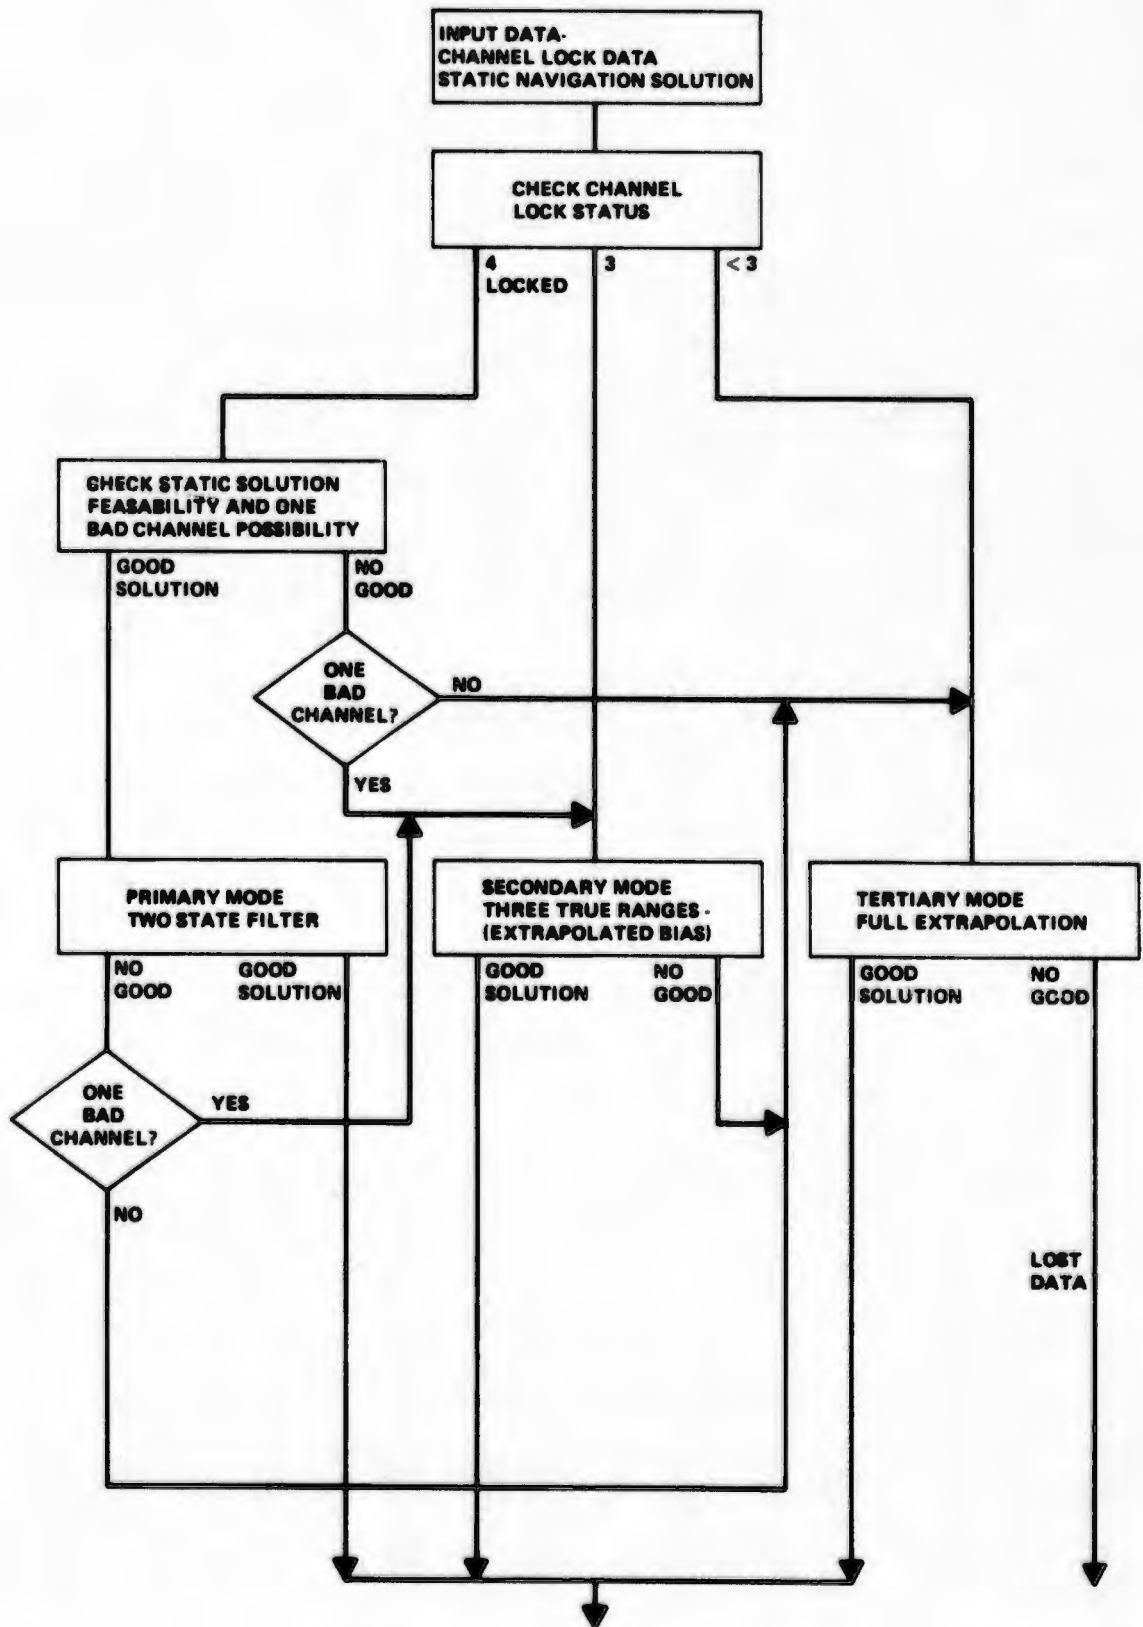 INPUT DATA-
CHANNEL LOCK DATA
STATIC NAVIGATION SOLUTION
CHECK CHANNEL
LOCK STATUS
4
LOCKED
3
< 3
CHECK STATIC SOLUTION
FEASABILITY AND ONE
BAD CHANNEL POSSIBILITY
GOOD
SOLUTION
NO
GOOD
ONE
BAD
CHANNEL?
NO
YES
PRIMARY MODE
TWO STATE FILTER
SECONDARY MODE
THREE TRUE RANGES -
(EXTRAPOLATED BIAS)
TERTIARY MODE
FULL EXTRAPOLATION
NO
GOOD
GOOD
SOLUTION
GOOD
SOLUTION
NO
GOOD
GOOD
SOLUTION
NO
GOOD
ONE
BAD
CHANNEL?
YES
NO
LOST
DATA